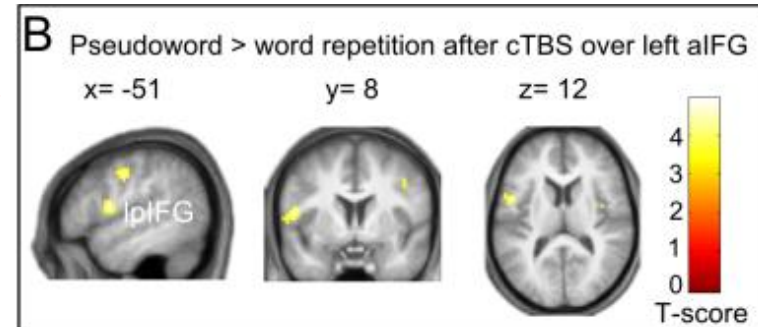 B Pseudoword > word repetition after cTBS over left aIFG
x= -51 y= 8 z= 12
lpIFG
4
3
2
1
0
T-score